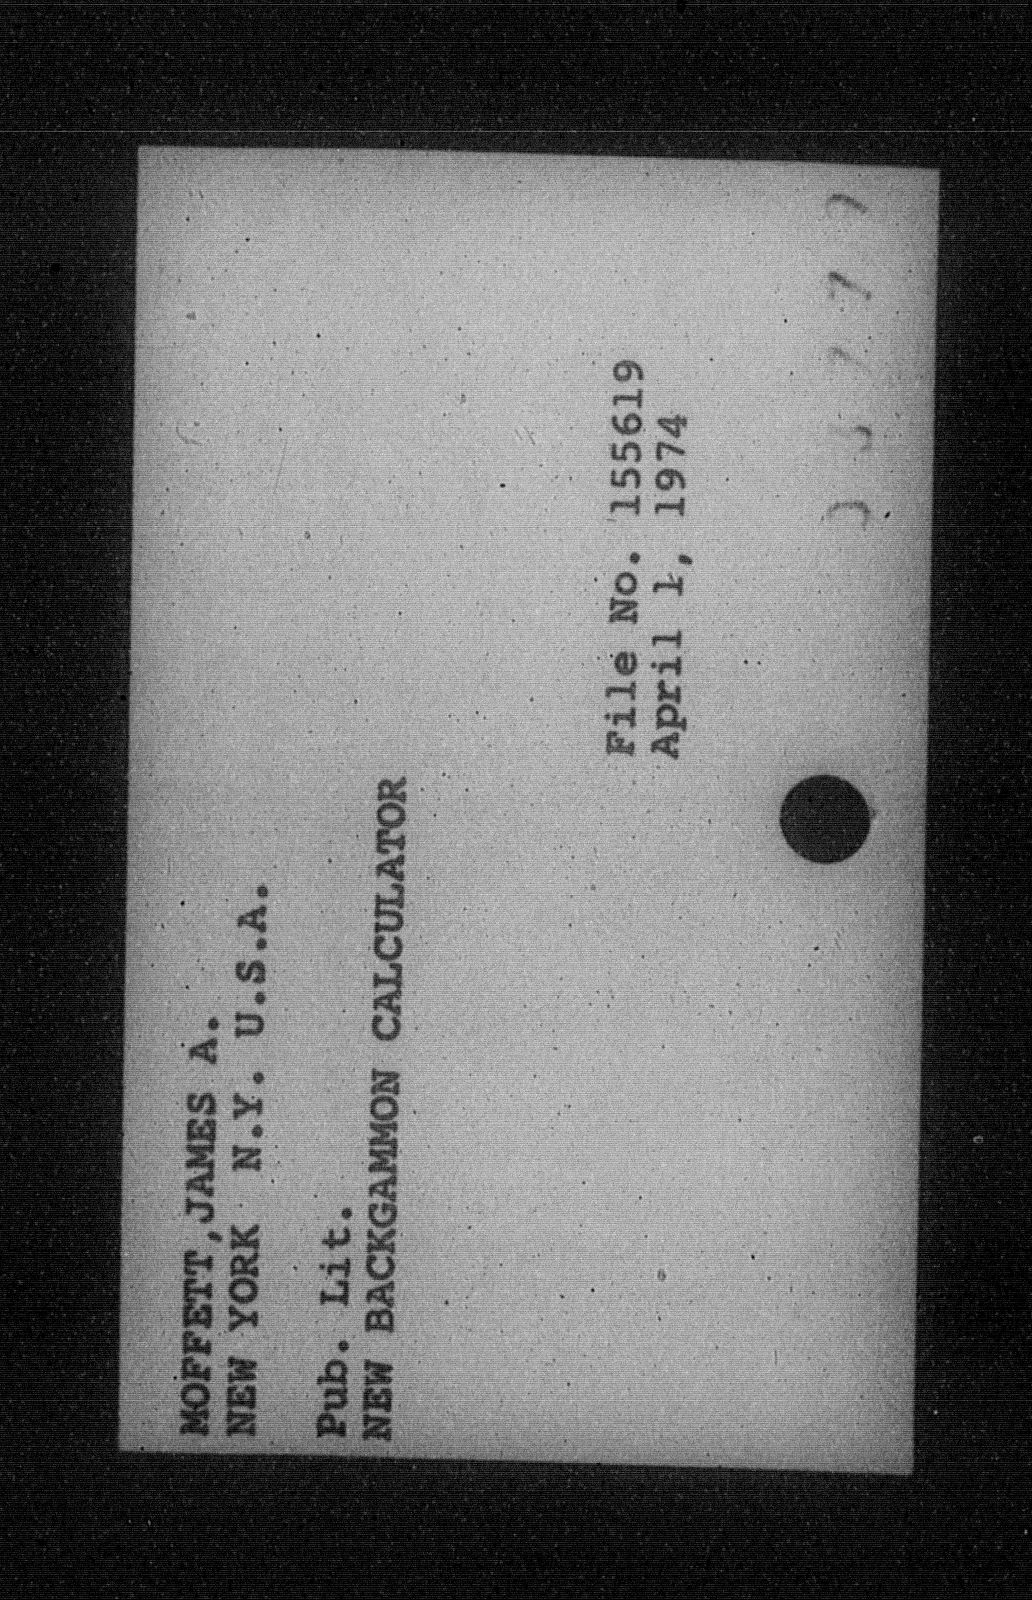 MOFFETT,JAMES A.
NEW YORK N.Y. U.S.A.
Pub. Lit.
NEW BACKGAMMON CALCULATOR
File No. 155619
April 1, 1974